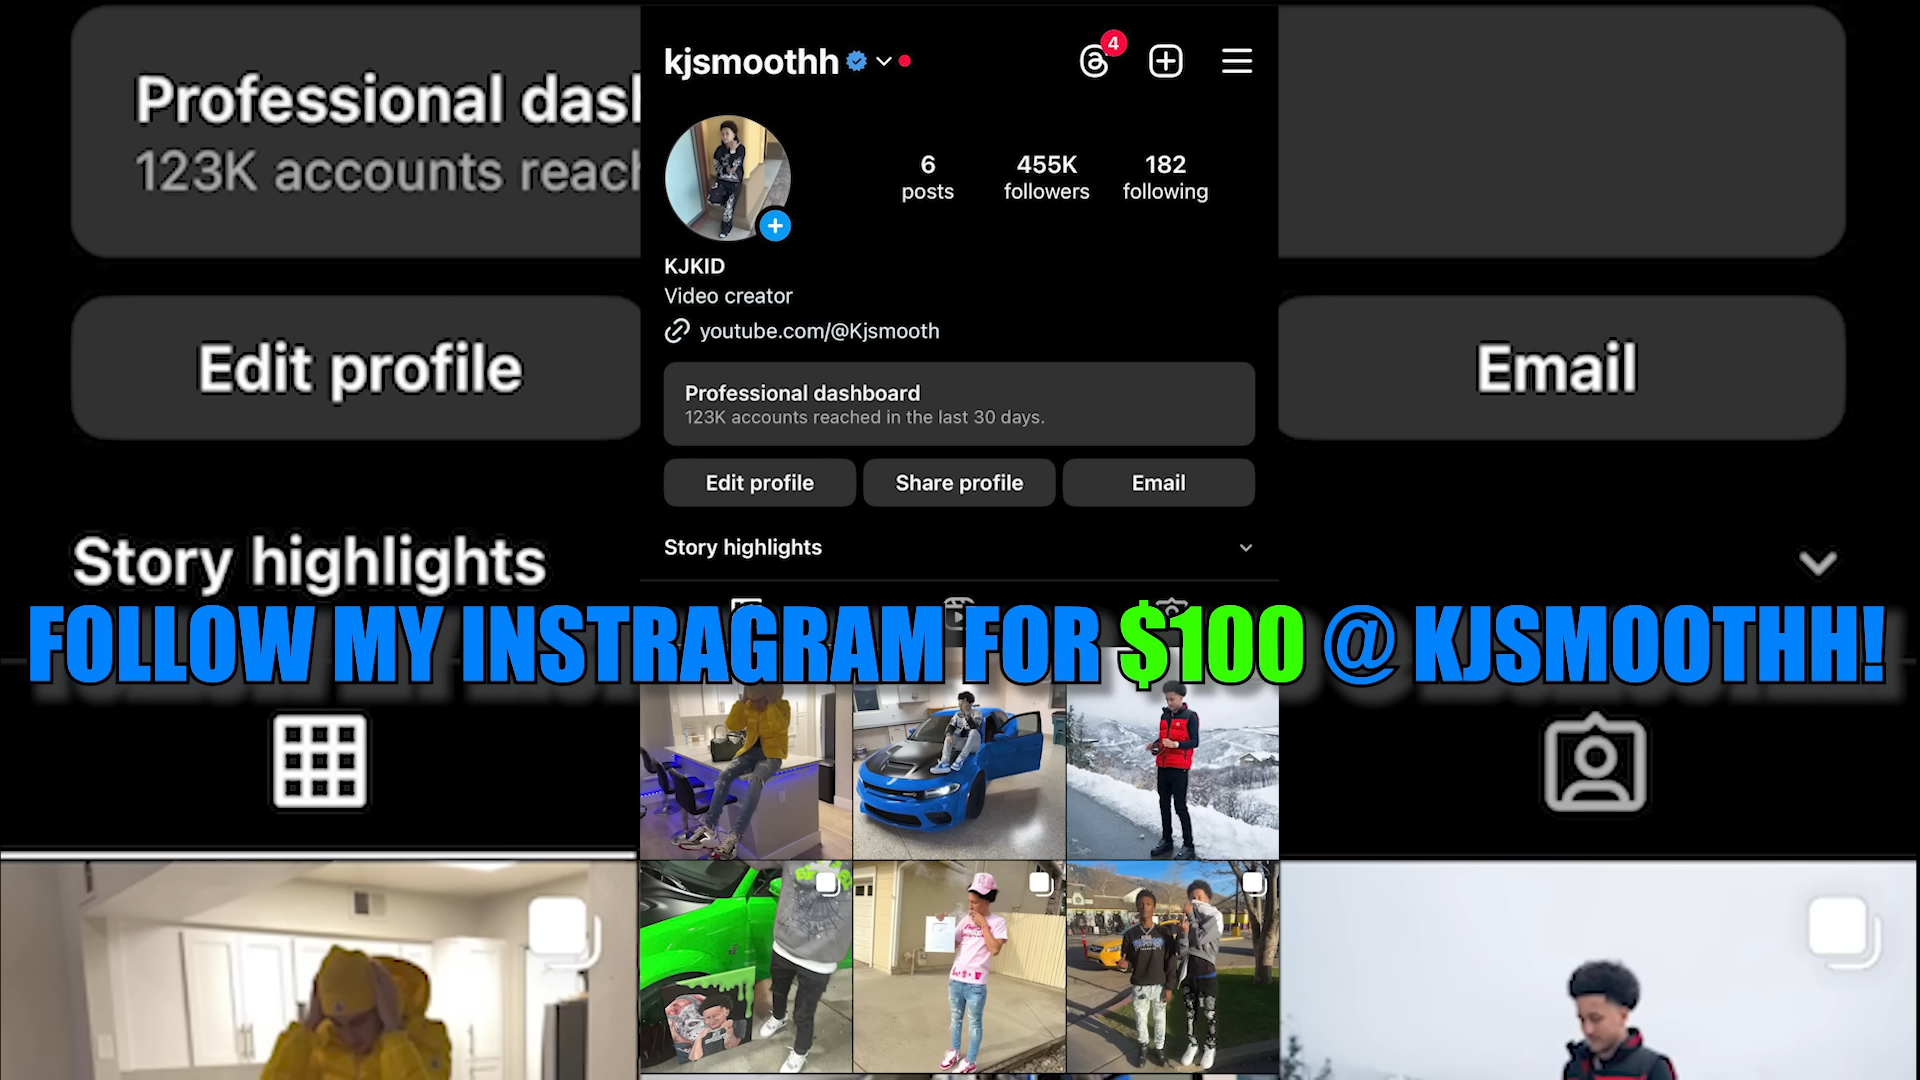 kjsmoothh
4
6
posts
455K
followers
182
following
KJKID
Video creator
youtube.com/@Kjsmooth
Professional dashboard
123K accounts reached in the last 30 days.
Edit profile
Share profile
Email
Story highlights
Professional dasl
123K accounts reach
Edit profile
Email
Story highlights
FOLLOW MY INSTRAGRAM FOR $100 @ KJSMOOTHH!